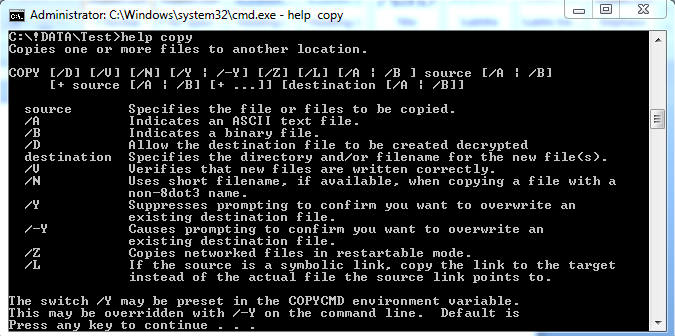 Administrator: C:\Windows\system32\cmd.exe - help  copy
C:\!DATA\Test>help copy
Copies one or more files to another location.

COPY [/D] [/V] [/N] [/Y | /-Y] [/Z] [/L] [/A | /B ] source [/A | /B]
     [+ source [/A | /B] [+ ...]] [destination [/A | /B]]

  source       Specifies the file or files to be copied.
  /A           Indicates an ASCII text file.
  /B           Indicates a binary file.
  /D           Allow the destination file to be created decrypted
  destination  Specifies the directory and/or filename for the new file(s).
  /V           Verifies that new files are written correctly.
  /N           Uses short filename, if available, when copying a file with a
               non-8dot3 name.
  /Y           Suppresses prompting to confirm you want to overwrite an
               existing destination file.
  /-Y          Causes prompting to confirm you want to overwrite an
               existing destination file.
  /Z           Copies networked files in restartable mode.
  /L           If the source is a symbolic link, copy the link to the target
               instead of the actual file the source link points to.

The switch /Y may be preset in the COPYCMD environment variable.
This may be overridden with /-Y on the command line.  Default is
Press any key to continue . . .